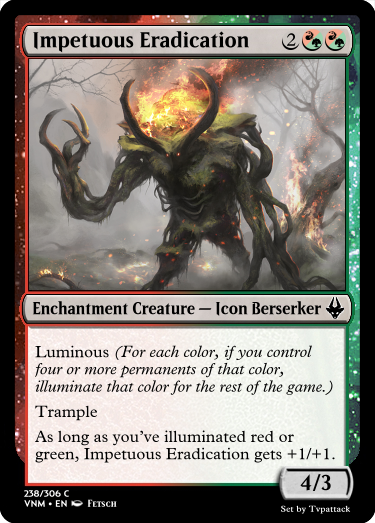 Impetuous Eradication 2
Enchantment Creature — Icon Berserker
Luminous (For each color, if you control
four or more permanents of that color,
illuminate that color for the rest of the game.)
Trample
As long as you've illuminated red or
green, Impetuous Eradication gets +1/+1.
4/3
238/306 C
VNM • EN Fetsch
Set by Tvpattack